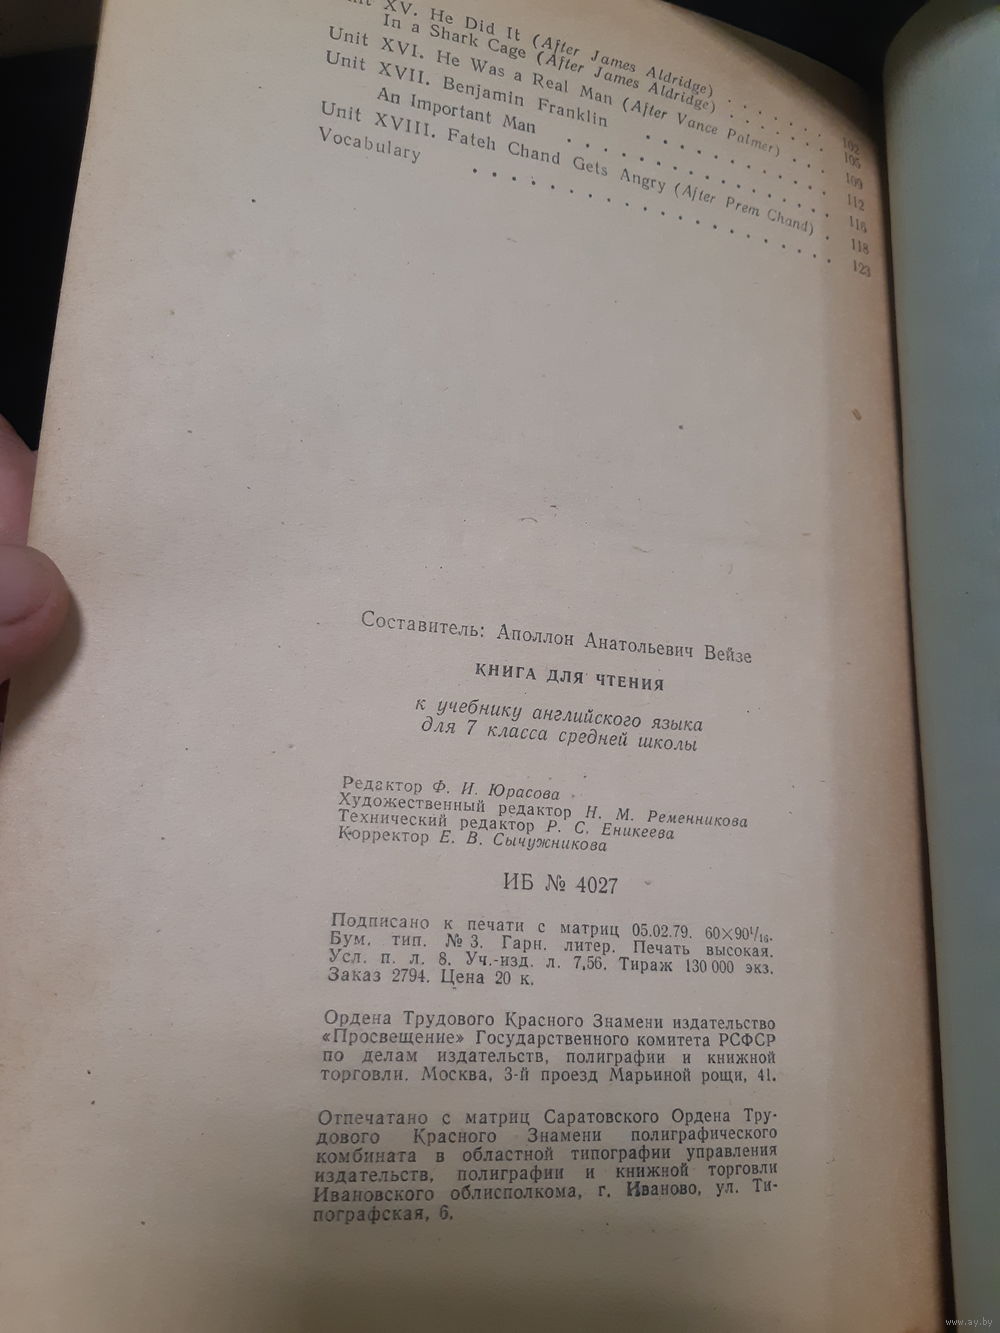 XV. He Did It (After James Aldridge) . . . . . . 102
In a Shark Cage (After James Aldridge) . . . . . . 105
Unit XVI. He Was a Real Man (After Vance Palmer) . . . 109
Unit XVII. Benjamin Franklin . . . . . . . . . . 112
An Important Man . . . . . . . . . . . . . 116
Unit XVIII. Fateh Chand Gets Angry (After Prem Chand) . 118
Vocabulary . . . . . . . . . . . . . . . . . . 123
Составитель: Аполлон Анатольевич Вейзе
КНИГА ДЛЯ ЧТЕНИЯ
к учебнику английского языка
для 7 класса средней школы
Редактор Ф. И. Юрасова
Художественный редактор Н. М. Ременникова
Технический редактор Р. С. Еникеева
Корректор Е. В. Сычужникова
ИБ № 4027
Подписано к печати с матриц 05.02.79. 60×90¹/₁₆.
Бум. тип. № 3. Гарн. литер. Печать высокая.
Усл. п. л. 8. Уч.-изд. л. 7,56. Тираж 130 000 экз.
Заказ 2794. Цена 20 к.
Ордена Трудового Красного Знамени издательство
«Просвещение» Государственного комитета РСФСР
по делам издательств, полиграфии и книжной
торговли. Москва, 3-й проезд Марьиной рощи, 41.
Отпечатано с матриц Саратовского Ордена Тру-
дового Красного Знамени полиграфического
комбината в областной типографии управления
издательств, полиграфии и книжной торговли
Ивановского облисполкома, г. Иваново, ул. Ти-
пографская, 6.
www.ay.by